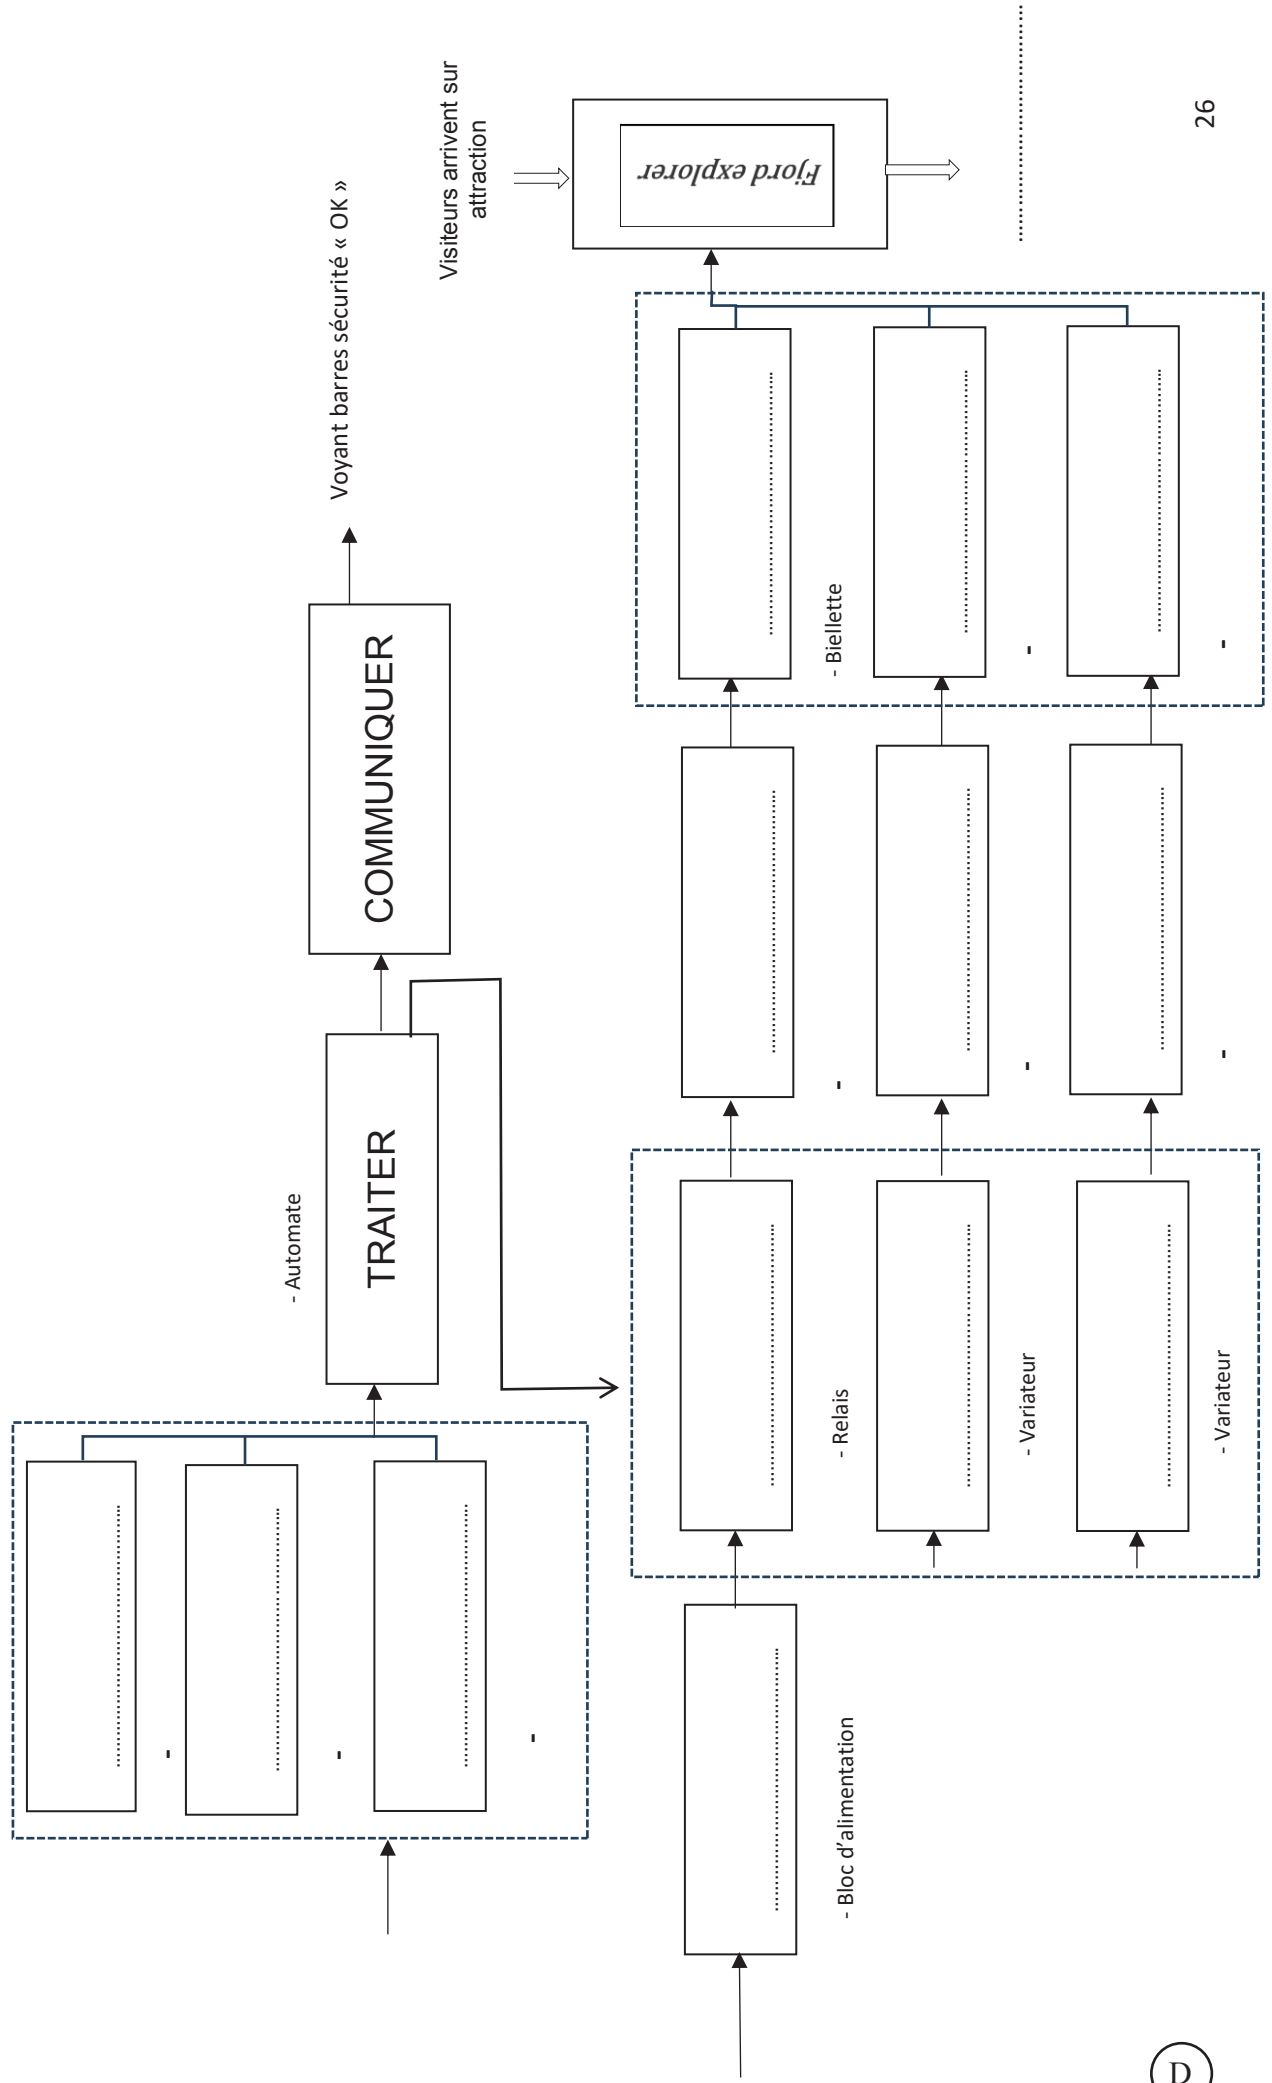 - Automate
Voyant barres sécurité « OK »
TRAITER
COMMUNIQUER
Visiteurs arrivent sur
attraction
Fjord explorer
- Bloc d'alimentation
- Relais
- Biellette
- Variateur
- Variateur
D
26